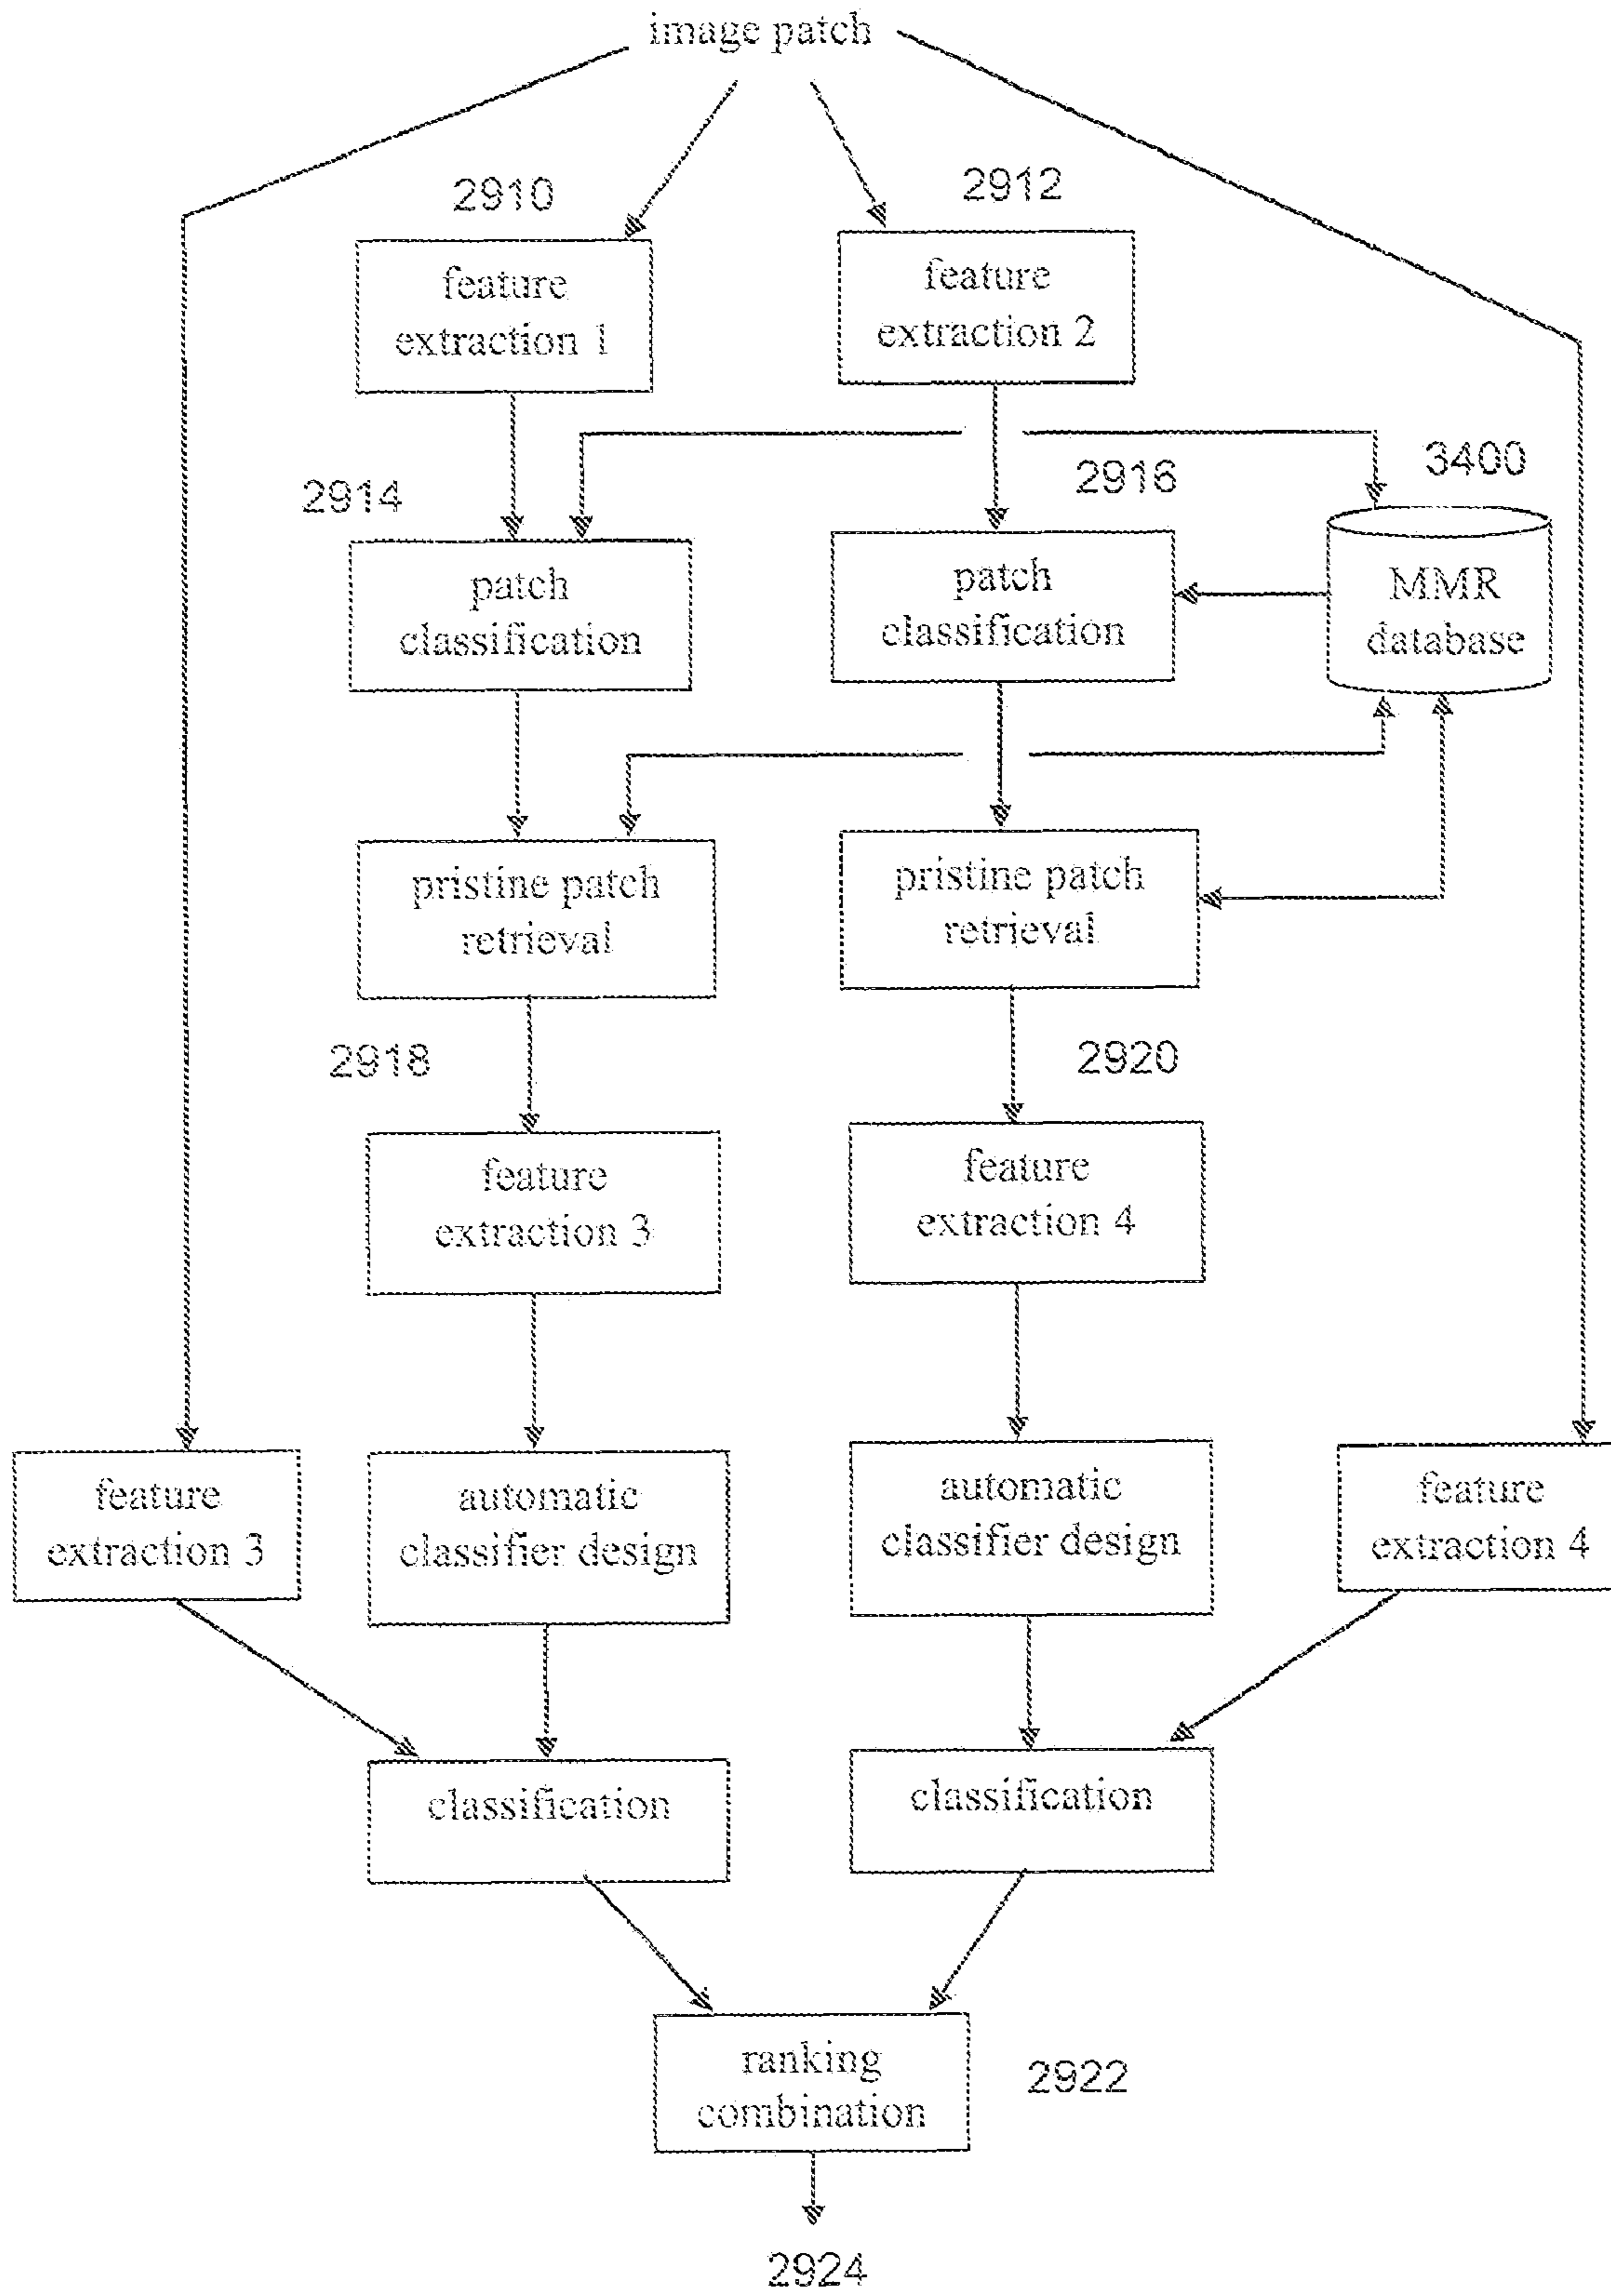 image patch
2910
2912
feature
extraction 1
feature
extraction 2
2914
2916
3400
patch
classification
patch
classification
MMR
database
pristine patch
retrieval
pristine patch
retrieval
2918
2920
feature
extraction 3
feature
extraction 4
feature
extraction 3
automatic
classifier design
automatic
classifier design
feature
extraction 4
classification
classification
ranking
combination
2922
2924